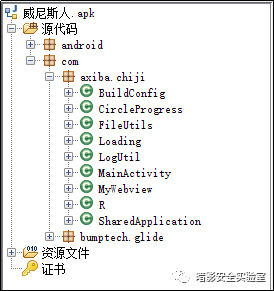 威尼斯人.apk
源代码
android
com
axiba.chiji
BuildConfig
CircleProgress
FileUtils
Loading
LogUtil
MainActivity
MyWebview
R
SharedApplication
bumptech.glide
资源文件
证书
暗影安全实验室